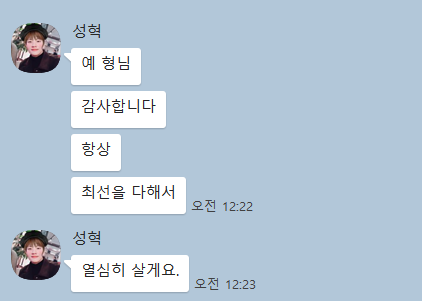 성혁
예 형님
감사합니다
항상
최선을 다해서
오전 12:22
성혁
열심히 살게요.
오전 12:23